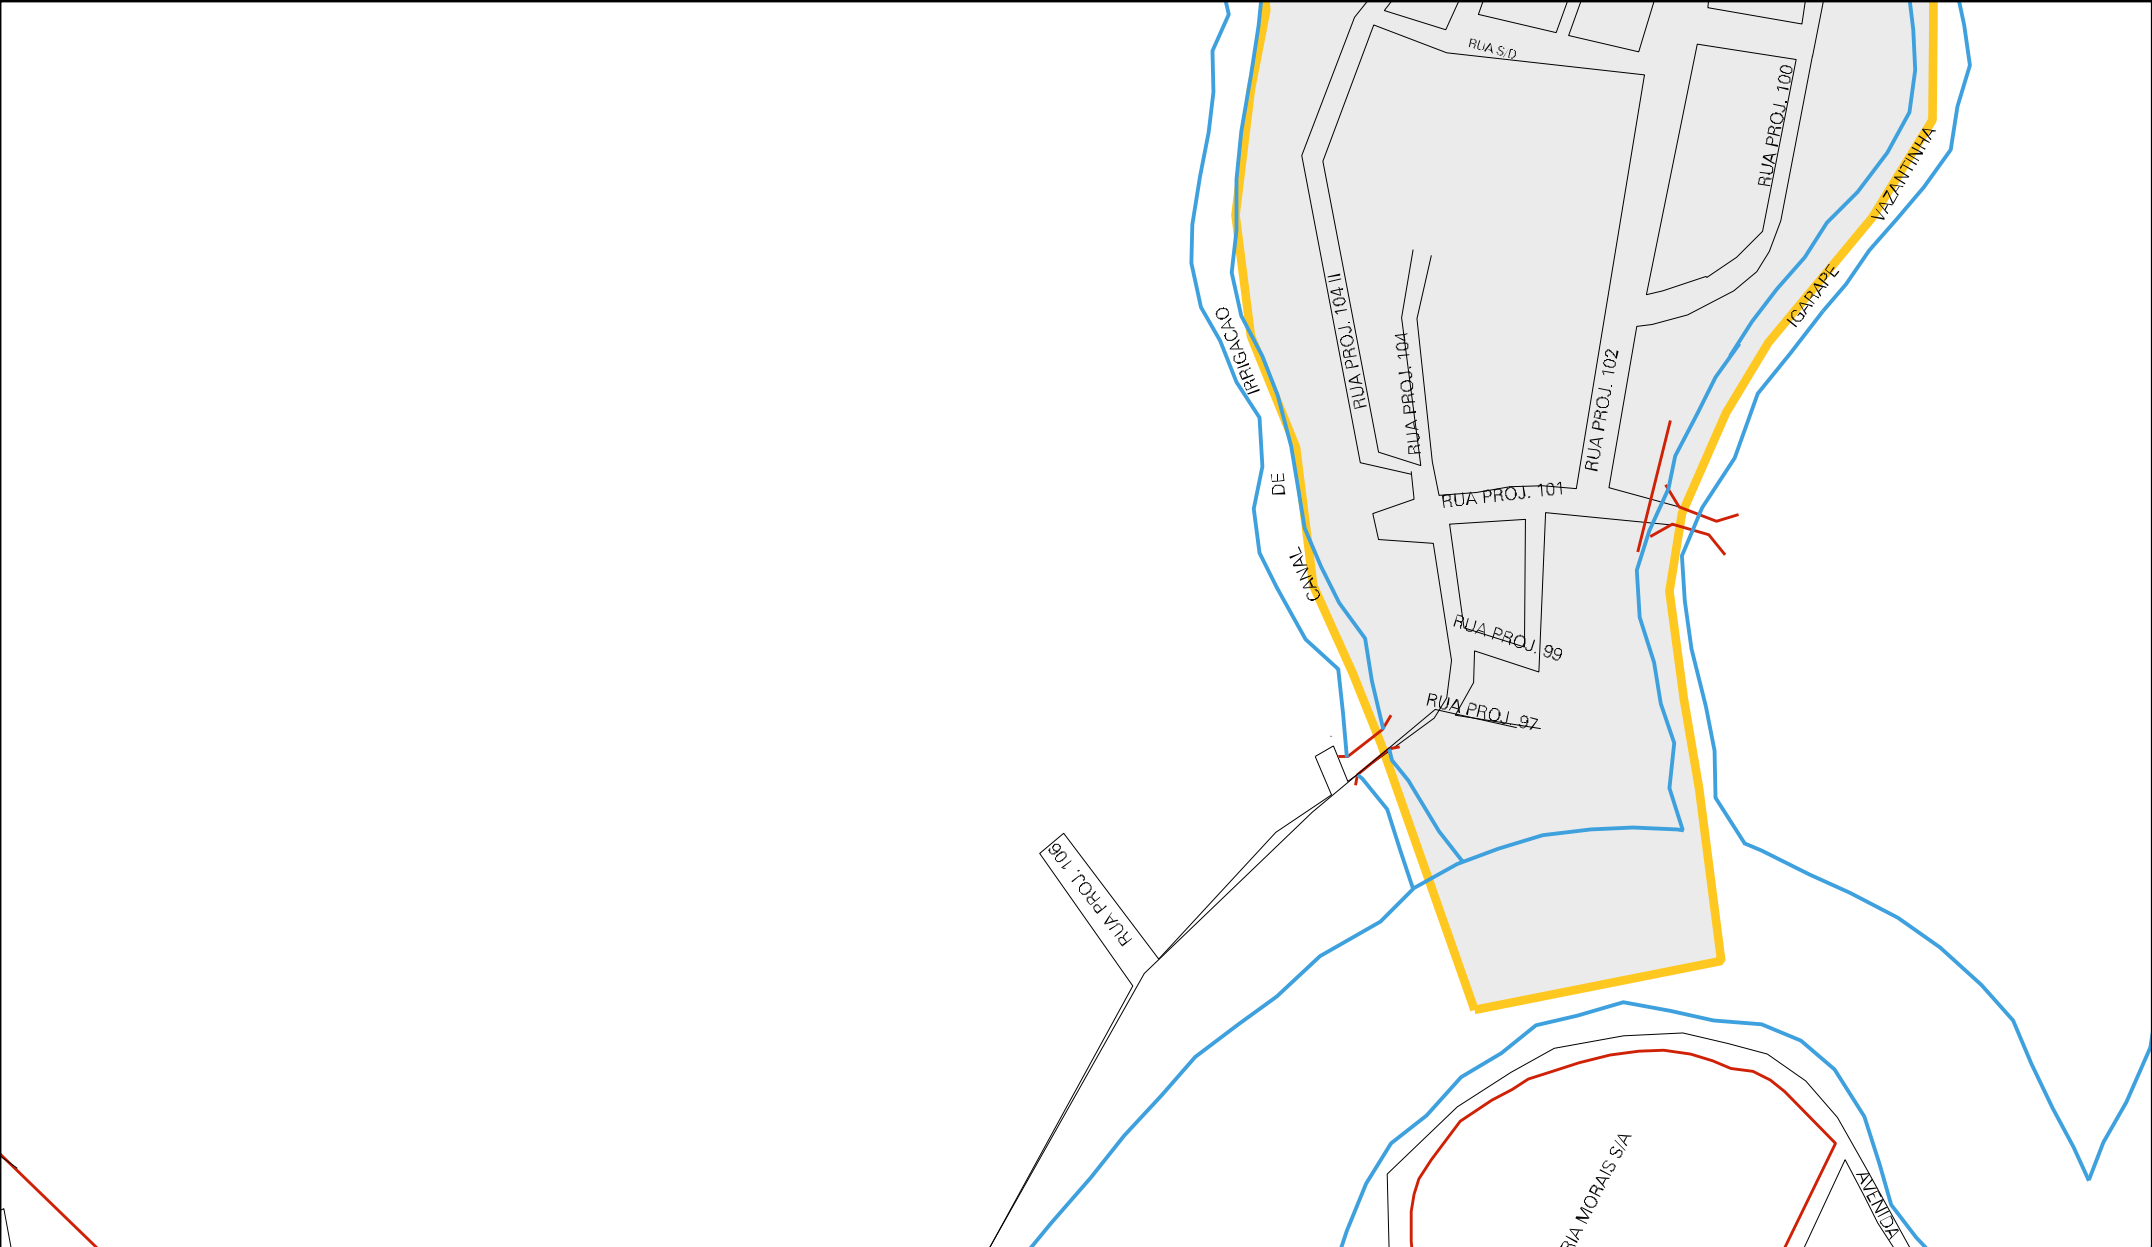 RUA S/D
RUA PROJ. 100
VAZANTINHA
IGARAPE
RUA PROJ. 104 II
IRRIGACAO
RUA PROJ. 104
RUA PROJ. 102
DE
RUA PROJ. 101
CANAL
RUA PROJ. 99
RUA PROJ. 97
RUA PROJ. 106
RIA MORAIS S/A
AVENIDA